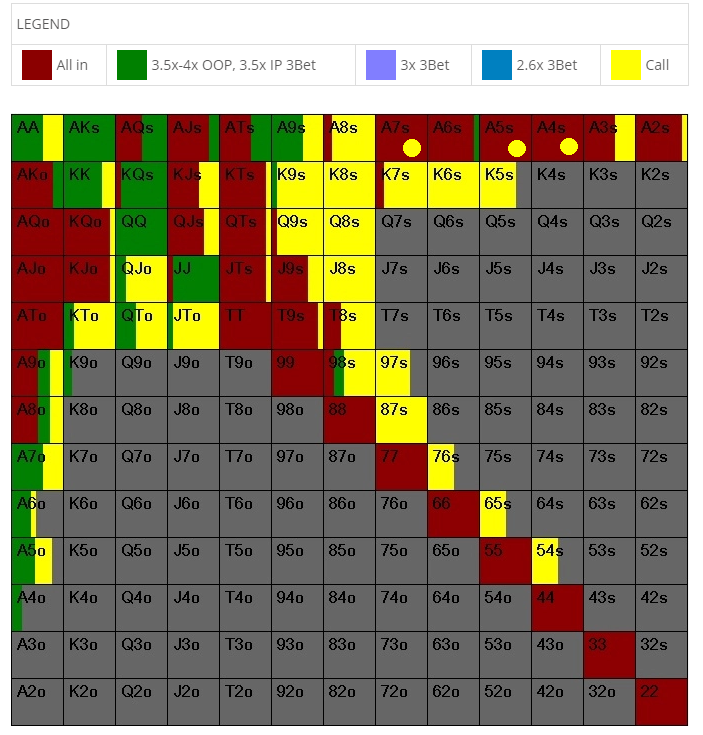 LEGEND
All in 3.5x-4x OOP, 3.5x IP 3Bet 3x 3Bet 2.6x 3Bet Call
AA AKs AQs AJs ATs A9s A8s A7s A6s A5s A4s A3s A2s
AKo KK KQs KJs KTs K9s K8s K7s K6s K5s K4s K3s K2s
AQo KQo QQ QJs QTs Q9s Q8s Q7s Q6s Q5s Q4s Q3s Q2s
AJo KJo QJo JJ JTs J9s J8s J7s J6s J5s J4s J3s J2s
ATo KTo QTo JTo TT T9s T8s T7s T6s T5s T4s T3s T2s
A9o K9o Q9o J9o T9o 99 98s 97s 96s 95s 94s 93s 92s
A8o K8o Q8o J8o T8o 98o 88 87s 86s 85s 84s 83s 82s
A7o K7o Q7o J7o T7o 97o 87o 77 76s 75s 74s 73s 72s
A6o K6o Q6o J6o T6o 96o 86o 76o 66 65s 64s 63s 62s
A5o K5o Q5o J5o T5o 95o 85o 75o 65o 55 54s 53s 52s
A4o K4o Q4o J4o T4o 94o 84o 74o 64o 54o 44 43s 42s
A3o K3o Q3o J3o T3o 93o 83o 73o 63o 53o 43o 33 32s
A2o K2o Q2o J2o T2o 92o 82o 72o 62o 52o 42o 32o 22